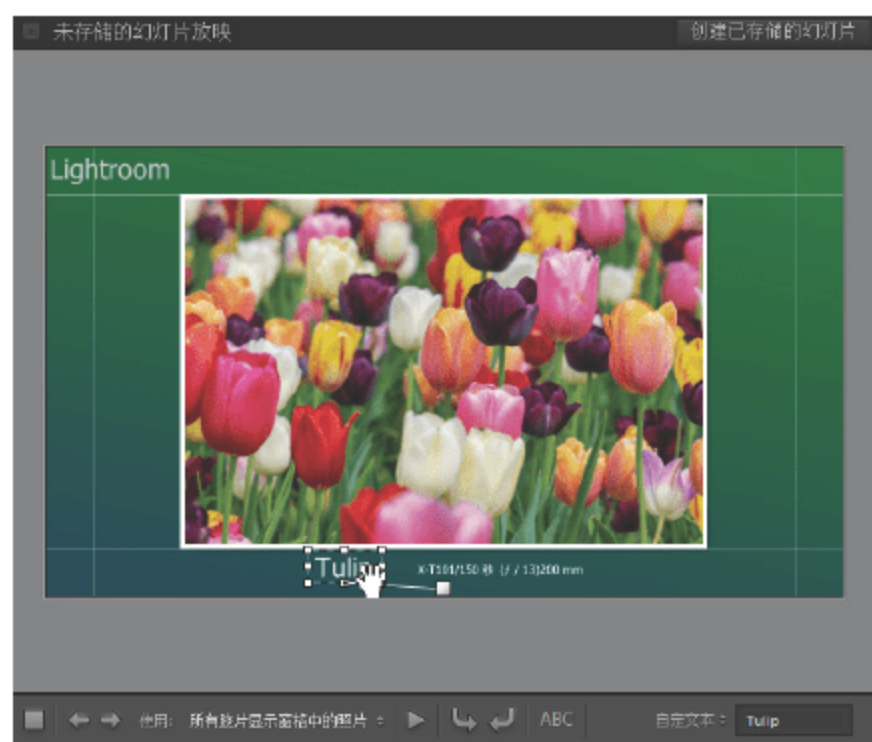 未存储的幻灯片放映
创建已存储的幻灯片
Lightroom
Tulip
X-T101/150 秒 (ƒ / 13)200 mm
使用: 所有胶片显示窗格中的照片
ABC
自定文本
Tulip